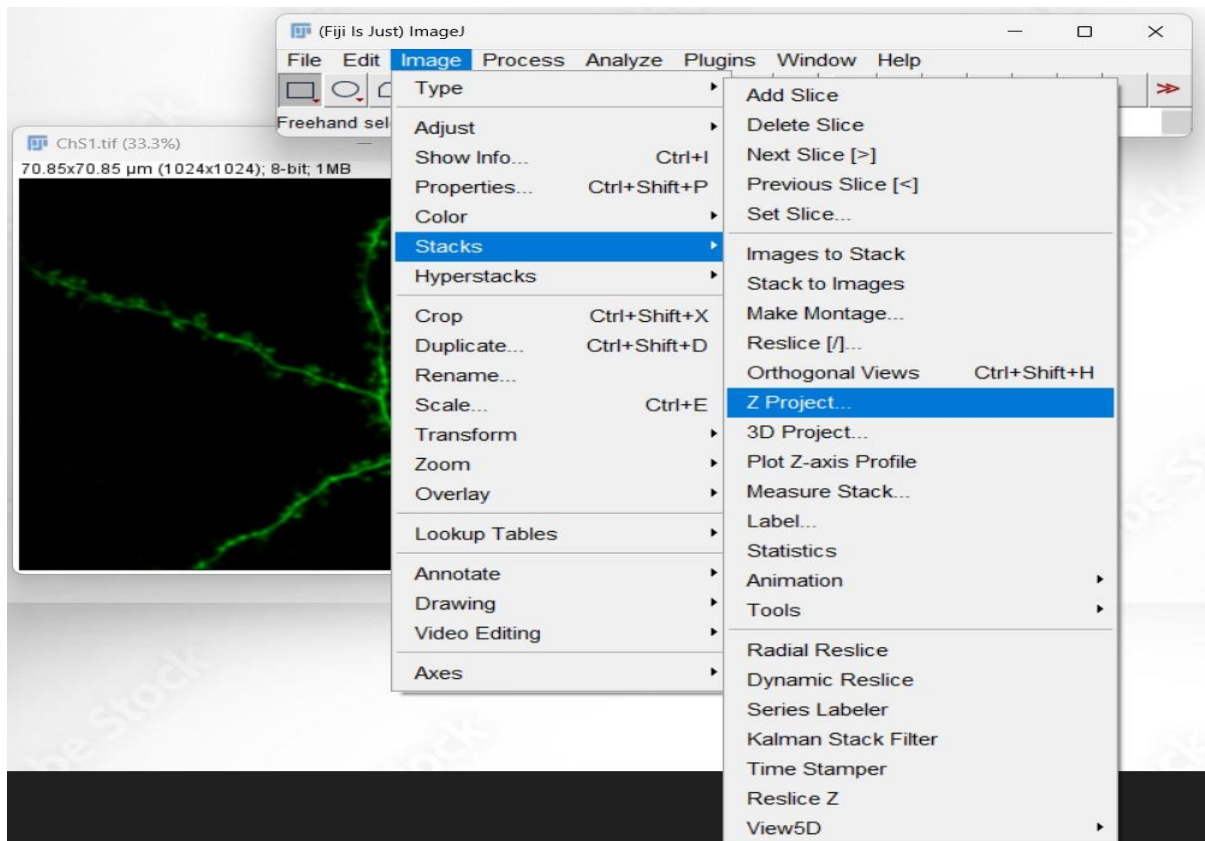 (Fiji Is Just) ImageJ
File Edit Image Process Analyze Plugins Window Help
Freehand sel
ChS1.tif (33.3%)
70.85x70.85 µm (1024x1024); 8-bit; 1MB
Type
Adjust
Show Info... Ctrl+I
Properties... Ctrl+Shift+P
Color
Stacks
Hyperstacks
Crop Ctrl+Shift+X
Duplicate... Ctrl+Shift+D
Rename...
Scale... Ctrl+E
Transform
Zoom
Overlay
Lookup Tables
Annotate
Drawing
Video Editing
Axes
Add Slice
Delete Slice
Next Slice [>]
Previous Slice [<]
Set Slice...
Images to Stack
Stack to Images
Make Montage...
Reslice [/]...
Orthogonal Views Ctrl+Shift+H
Z Project...
3D Project...
Plot Z-axis Profile
Measure Stack...
Label...
Statistics
Animation
Tools
Radial Reslice
Dynamic Reslice
Series Labeler
Kalman Stack Filter
Time Stamper
Reslice Z
View5D